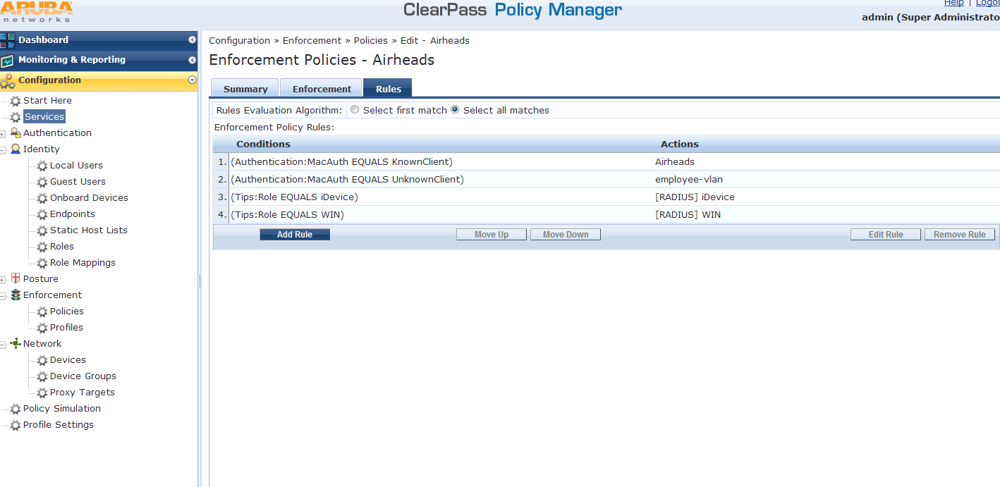 ARUBA
networks
ClearPass Policy Manager
Help | Logou
admin (Super Administrato
Dashboard
Monitoring & Reporting
Configuration
Start Here
Services
Authentication
Identity
Local Users
Guest Users
Onboard Devices
Endpoints
Static Host Lists
Roles
Role Mappings
Posture
Enforcement
Policies
Profiles
Network
Devices
Device Groups
Proxy Targets
Policy Simulation
Profile Settings
Configuration » Enforcement » Policies » Edit - Airheads
Enforcement Policies - Airheads
Summary Enforcement Rules
Rules Evaluation Algorithm: Select first match Select all matches
Enforcement Policy Rules:
Conditions Actions
1. (Authentication:MacAuth EQUALS KnownClient) Airheads
2. (Authentication:MacAuth EQUALS UnknownClient) employee-vlan
3. (Tips:Role EQUALS iDevice) [RADIUS] iDevice
4. (Tips:Role EQUALS WIN) [RADIUS] WIN
Add Rule Move Up Move Down Edit Rule Remove Rule